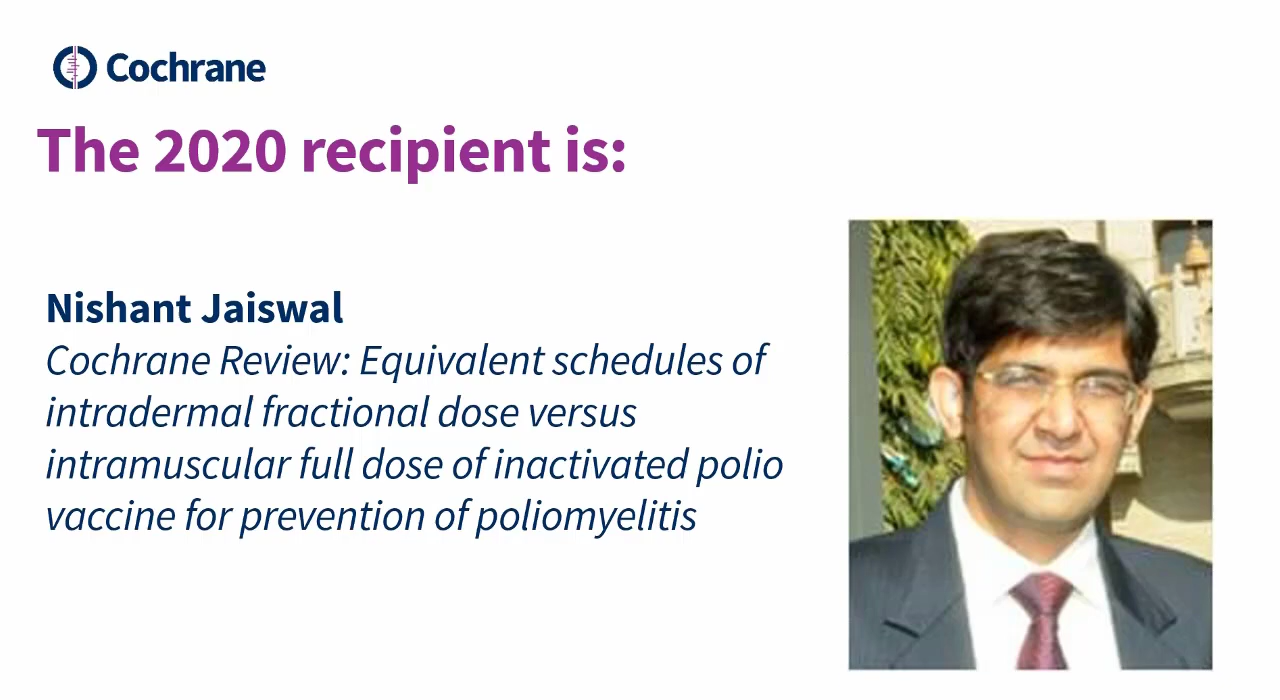 Cochrane
The 2020 recipient is:
Nishant Jaiswal
Cochrane Review: Equivalent schedules of
intradermal fractional dose versus
intramuscular full dose of inactivated polio
vaccine for prevention of poliomyelitis